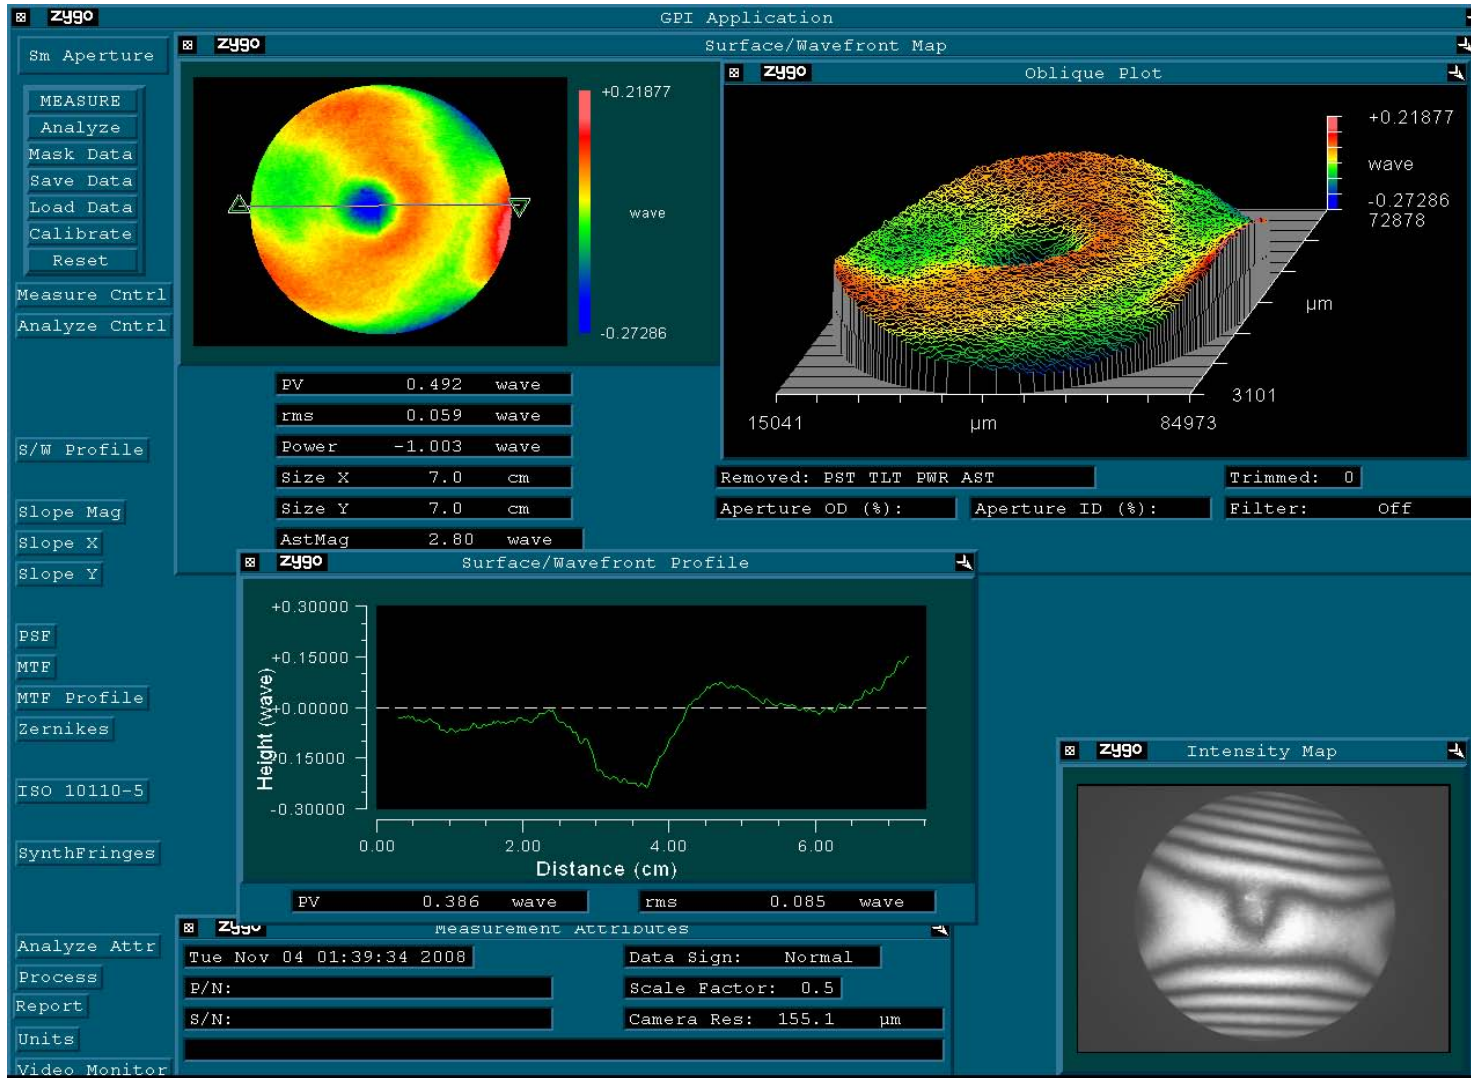 zygo GPI Application
Sm Aperture
MEASURE
Analyze
Mask Data
Save Data
Load Data
Calibrate
Reset
Measure Cntrl
Analyze Cntrl
S/W Profile
Slope Mag
Slope X
Slope Y
PSF
MTF
MTF Profile
Zernikes
ISO 10110-5
SynthFringes
Analyze Attr
Process
Report
Units
Video Monitor
zygo Surface/Wavefront Map
+0.21877
wave
-0.27286
PV 0.492 wave
rms 0.059 wave
Power -1.003 wave
Size X 7.0 cm
Size Y 7.0 cm
AstMag 2.80 wave
zygo Oblique Plot
+0.21877
wave
-0.27286
72878
µm
3101
15041 µm 84973
Removed: PST TLT PWR AST
Trimmed: 0
Aperture OD (%):
Aperture ID (%):
Filter: Off
zygo Surface/Wavefront Profile
+0.30000
+0.15000
+0.00000
0.15000
-0.30000
Height (wave)
0.00 2.00 4.00 6.00
Distance (cm)
PV 0.386 wave
rms 0.085 wave
zygo Measurement Attributes
Tue Nov 04 01:39:34 2008
Data Sign: Normal
P/N:
Scale Factor: 0.5
S/N:
Camera Res: 155.1 µm
zygo Intensity Map